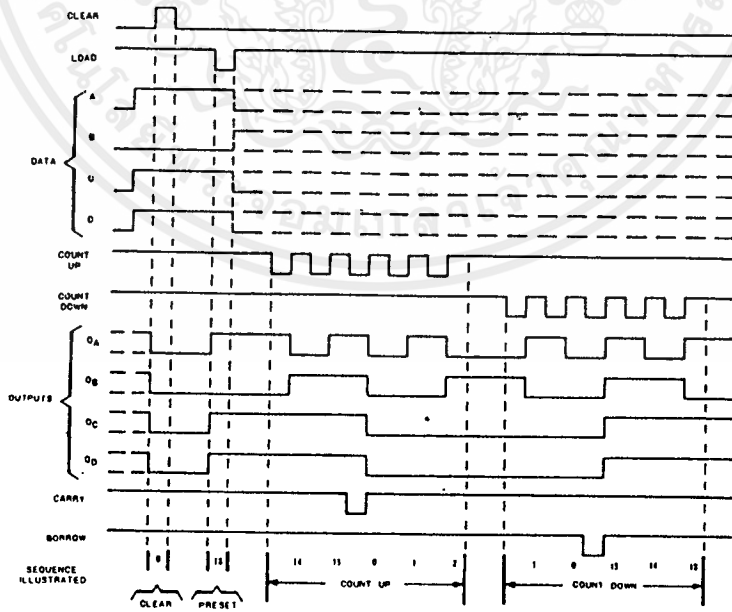 CLEAR
LOAD
A
B
DATA
C
D
COUNT
UP
COUNT
DOWN
QA
QB
OUTPUTS
QC
QD
CARRY
BORROW
SEQUENCE
ILLUSTRATED
0 13 14 15 0 1 2 1 0 15 14 13
CLEAR PRESET COUNT UP COUNT DOWN